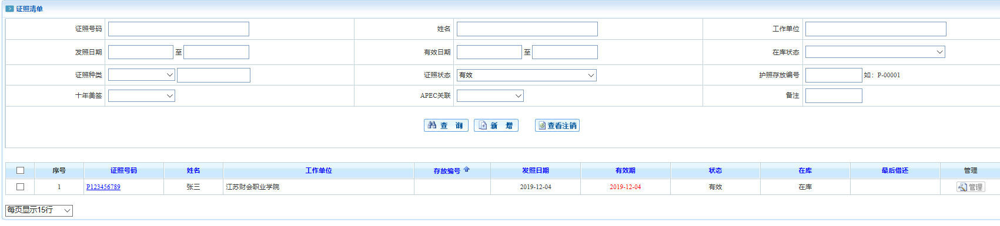 证照清单
证照号码 姓名 工作单位
发照日期 至 有效日期 至 在库状态
证照种类 证照状态 有效 护照存放编号 如：P-00001
十年美签 APEC关联 备注
查 询 新 增 查看注销
序号 证照号码 姓名 工作单位 存放编号 发照日期 有效期 状态 在库 最后借还 管理
1 P123456789 张三 江苏财会职业学院 2019-12-04 2019-12-04 有效 在库 管理
每页显示15行